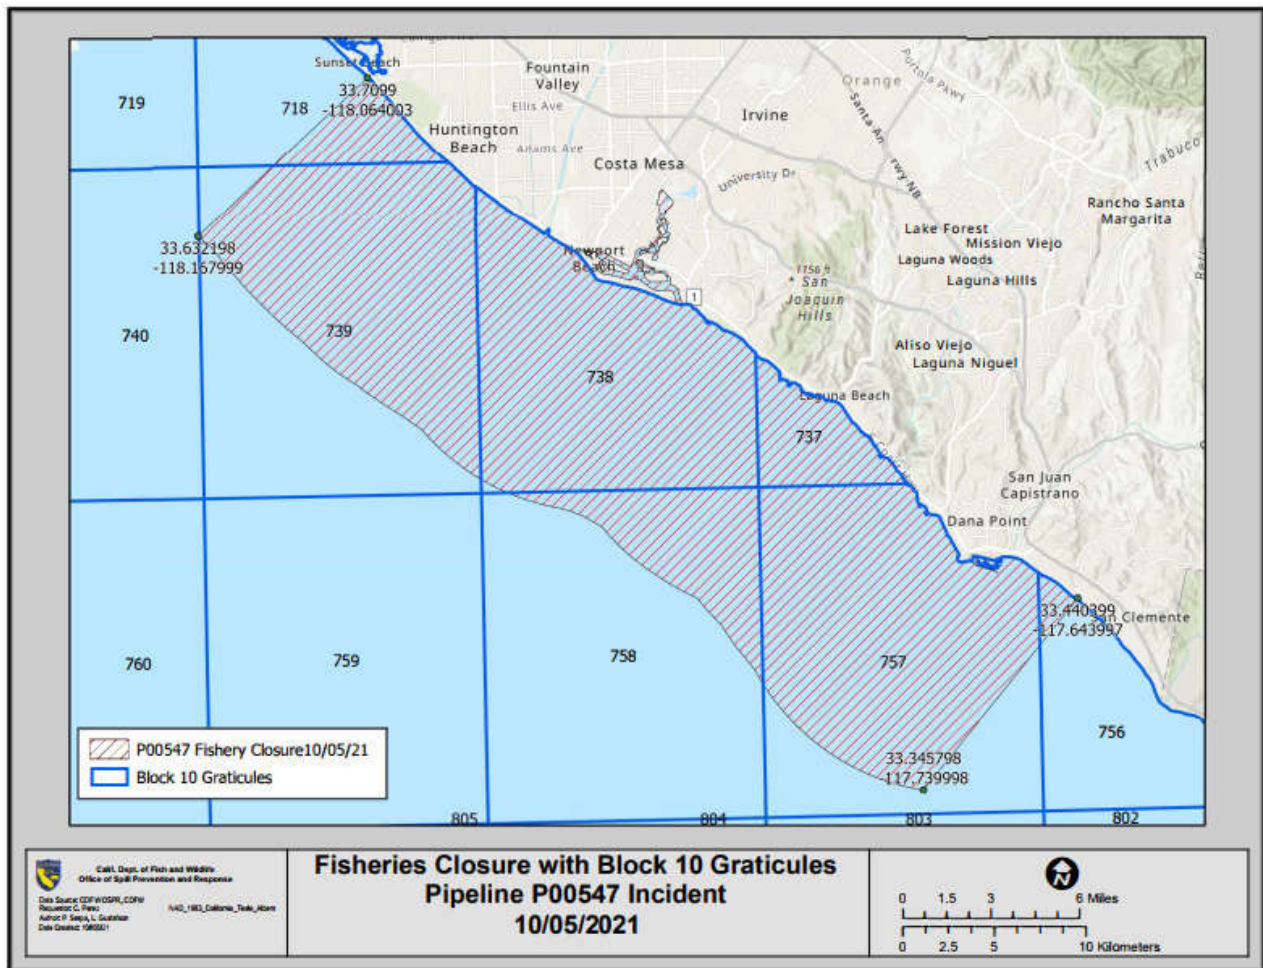 Sunset Beach
Fountain
Valley
Orange
Portola Pkwy
719
718
33.7099
-118.064003
Ellis Ave
Irvine
Huntington
Beach
Adams Ave
Costa Mesa
University Dr
Santa An
rwy NB
Trabuco
Rancho Santa
Margarita
33.632198
-118.167999
Newport
Beach
Lake Forest
Mission Viejo
Laguna Woods
Laguna Hills
1756 ft
San
Joaquin
Hills
1
740
739
738
Aliso Viejo
Laguna Niguel
Laguna Beach
737
San Juan
Capistrano
Dana Point
33.440399
-117.643997
San Clemente
760
759
758
757
756
33.345798
-117.739998
P00547 Fishery Closure10/05/21
Block 10 Graticules
805
804
803
802
Calif. Dept. of Fish and Wildlife
Office of Spill Prevention and Response
Fisheries Closure with Block 10 Graticules
Pipeline P00547 Incident
10/05/2021
N
0 1.5 3 6 Miles
0 2.5 5 10 Kilometers